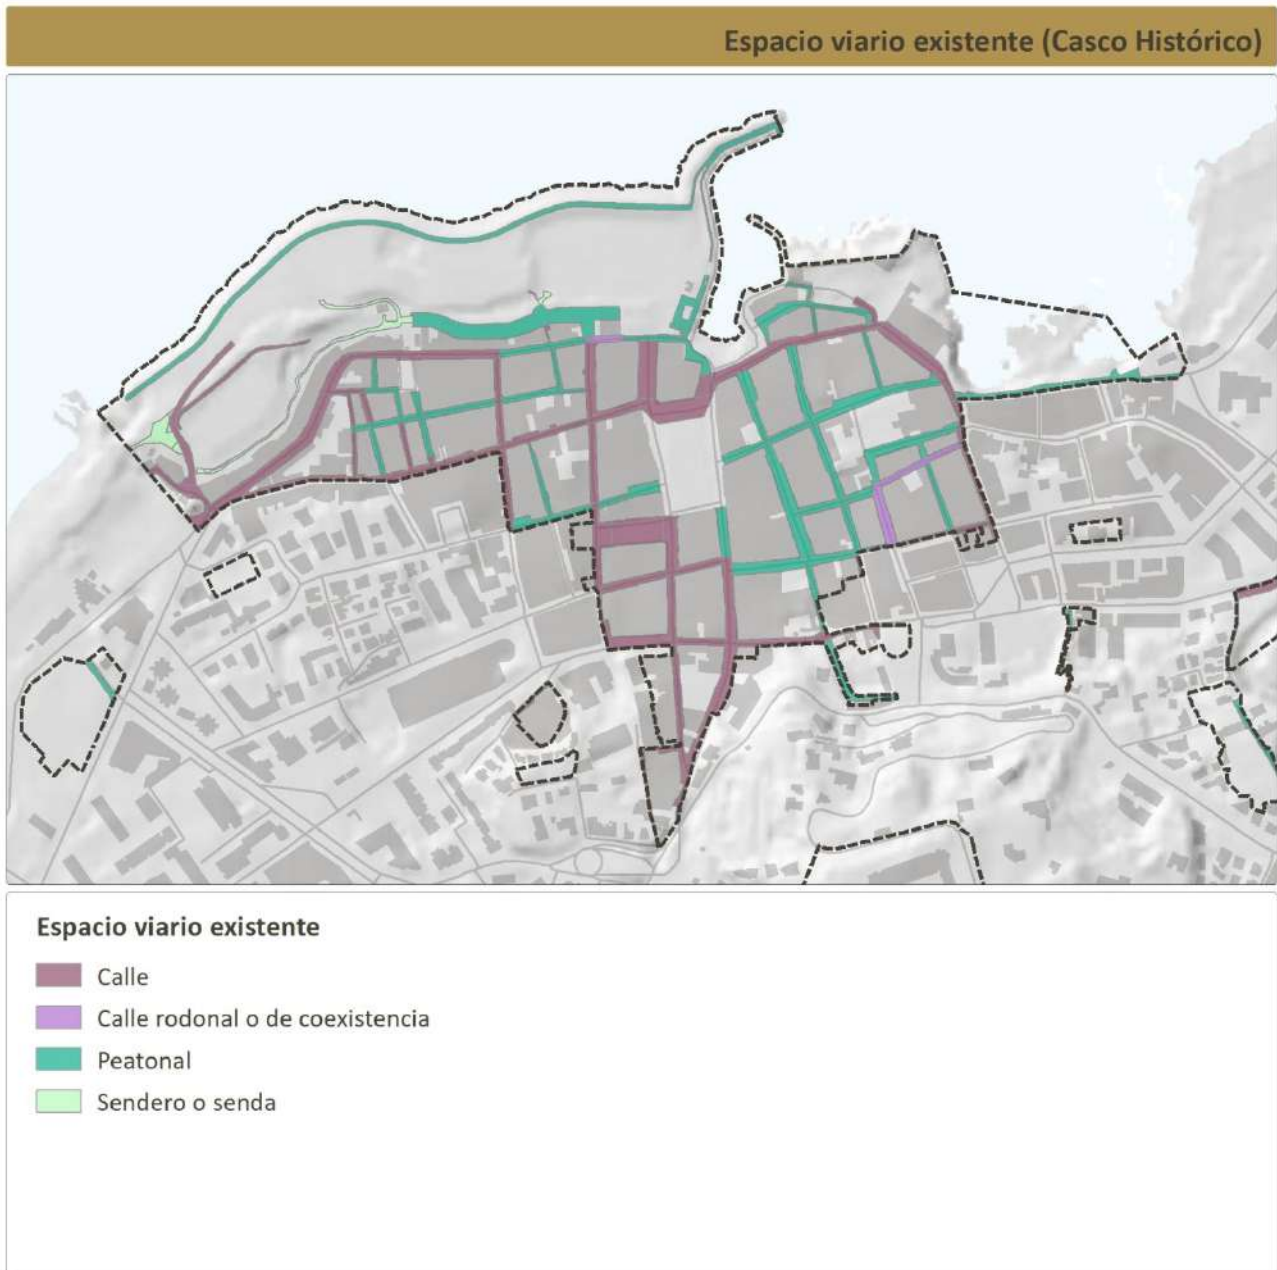 Espacio viario existente (Casco Histórico)
Espacio viario existente
Calle
Calle rodonal o de coexistencia
Peatonal
Sendero o senda